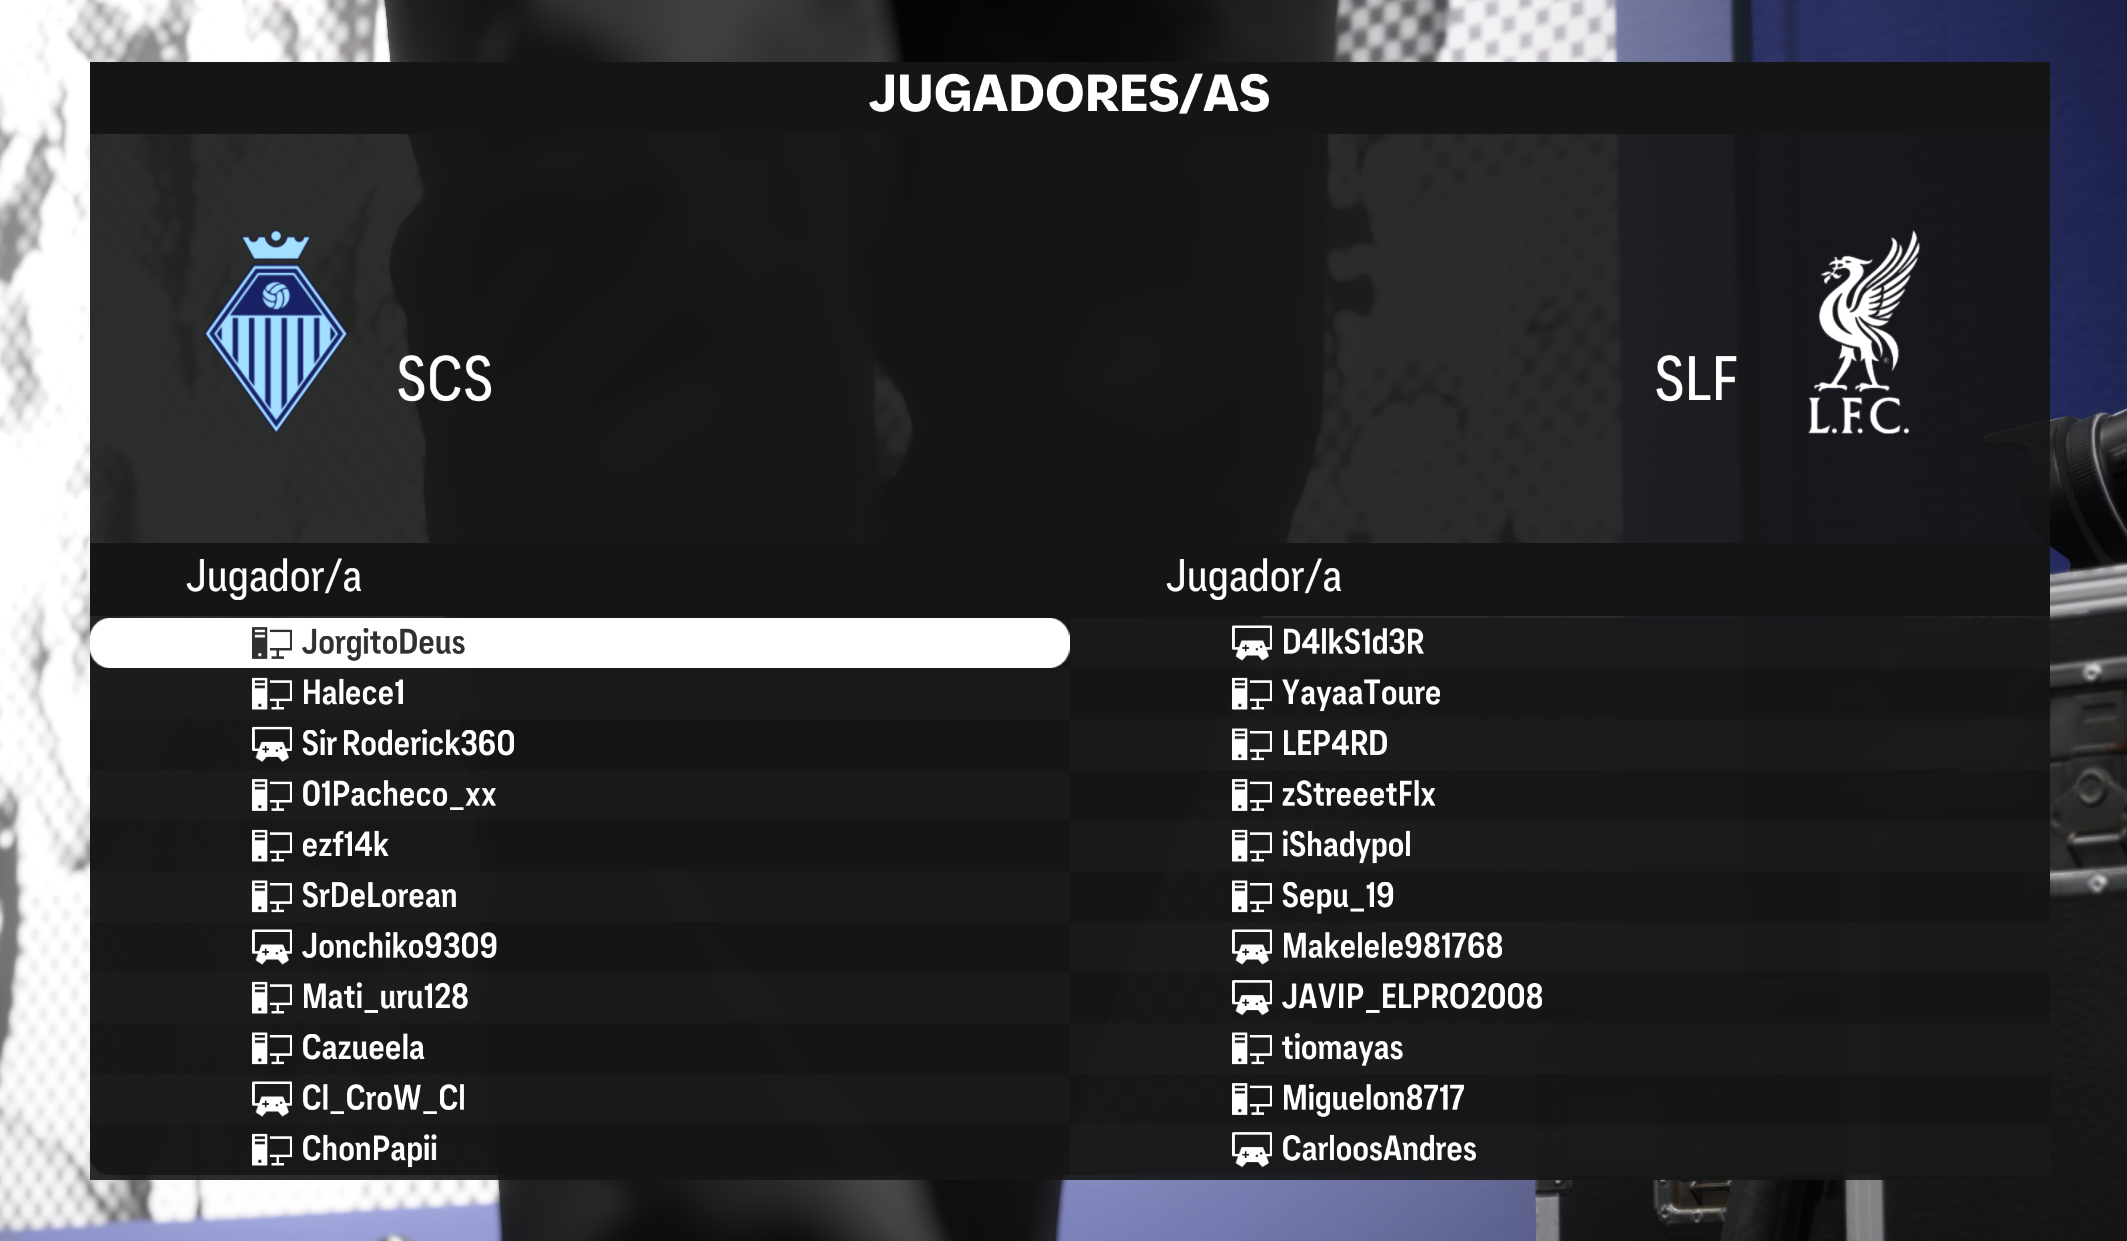 JUGADORES/AS
SCS
SLF
L.F.C.
Jugador/a
JorgitoDeus
Halece1
Sir Roderick360
01Pacheco_xx
ezf14k
SrDeLorean
Jonchiko9309
Mati_uru128
Cazueela
Cl_CroW_Cl
ChonPapii
Jugador/a
D4lkS1d3R
YayaaToure
LEP4RD
zStreeetFlx
iShadypol
Sepu_19
Makelele981768
JAVIP_ELPRO2008
tiomayas
Miguelon8717
CarloosAndres